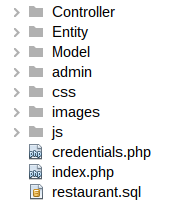 Controller
Entity
Model
admin
css
images
js
credentials.php
index.php
restaurant.sql